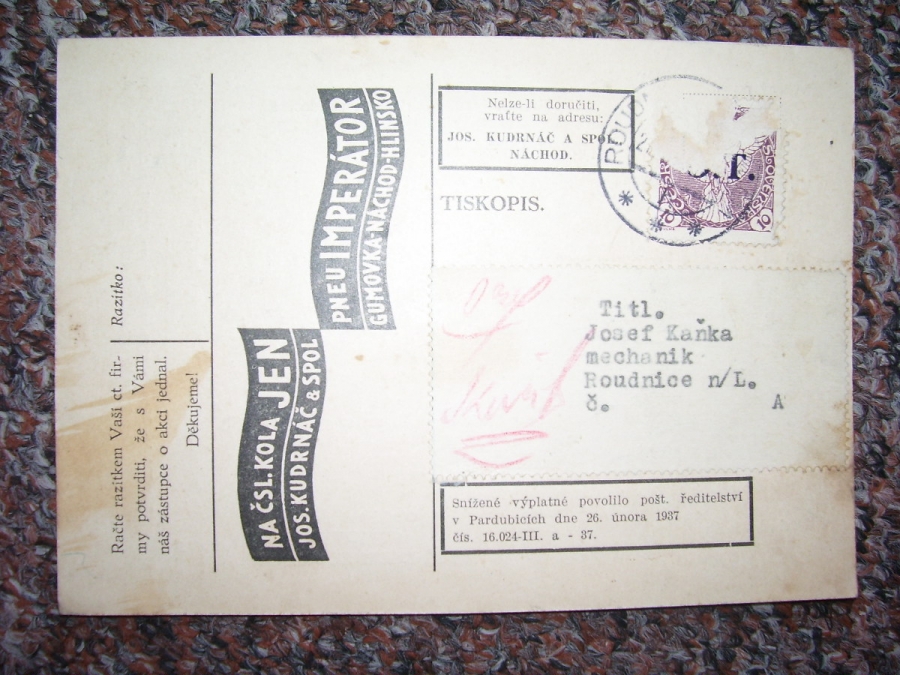 Nelze-li doručiti,
vraťte na adresu:
JOS. KUDRNÁČ A SPOL
NÁCHOD.
TISKOPIS.
10 10
Titl.
Josef Kaňka
mechanik
Roudnice n/L.
č. A
Snížené výplatné povolilo pošt. ředitelství
v Pardubicích dne 26. února 1937
čís. 16.024-III. a - 37.
NA ČSL. KOLA JEN
JOS. KUDRNÁČ & SPOL
PNEU IMPERÁTOR
GUMOVKA-NÁCHOD-HLINSKO
Račte razítkem Vaší ct. fir-
my potvrditi, že s Vámi
náš zástupce o akci jednal.
Děkujeme!
Razítko: